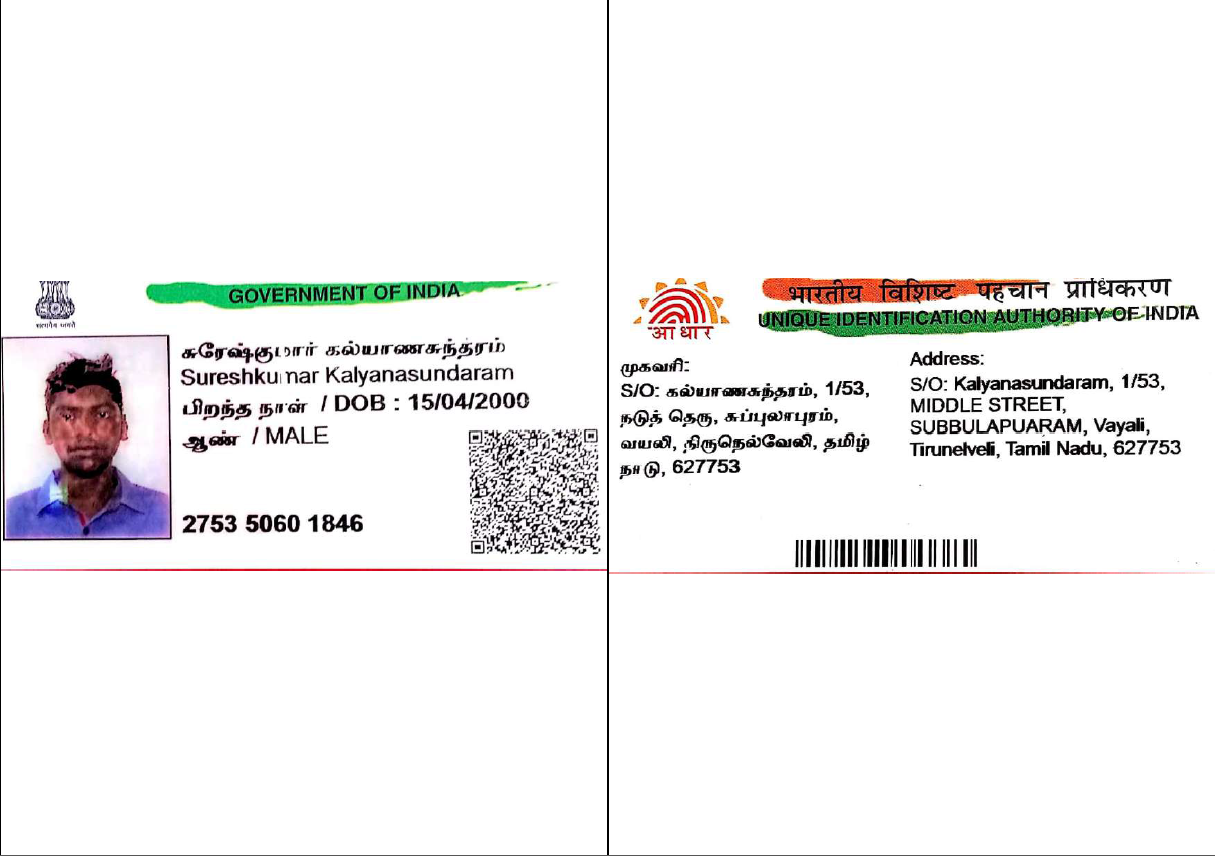 GOVERNMENT OF INDIA
सत्यमेव जयते
சுரேஷ்குமார் கல்யாணசுந்தரம்
Sureshkumar Kalyanasundaram
பிறந்த நாள் / DOB : 15/04/2000
ஆண் / MALE
2753 5060 1846
भारतीय विशिष्ट पहचान प्राधिकरण
UNIQUE IDENTIFICATION AUTHORITY OF INDIA
आधार
முகவரி:
S/O: கல்யாணசுந்தரம், 1/53,
நடுத் தெரு, சுப்புலாபுரம்,
வயலி, திருநெல்வேலி, தமிழ்
நாடு, 627753
Address:
S/O: Kalyanasundaram, 1/53,
MIDDLE STREET,
SUBBULAPUARAM, Vayali,
Tirunelveli, Tamil Nadu, 627753